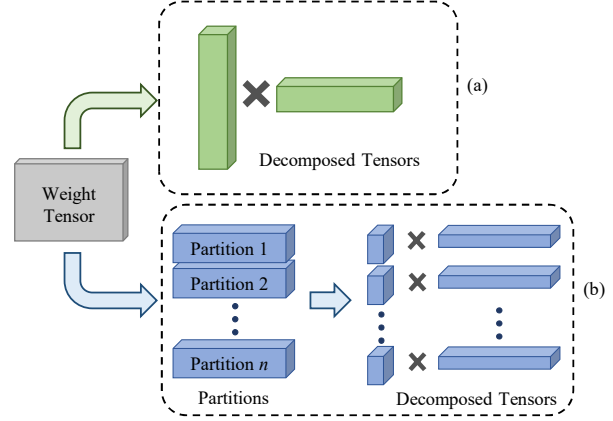 (a)
Decomposed Tensors
Weight
Tensor
Partition 1
Partition 2
(b)
Partition n
Partitions
Decomposed Tensors